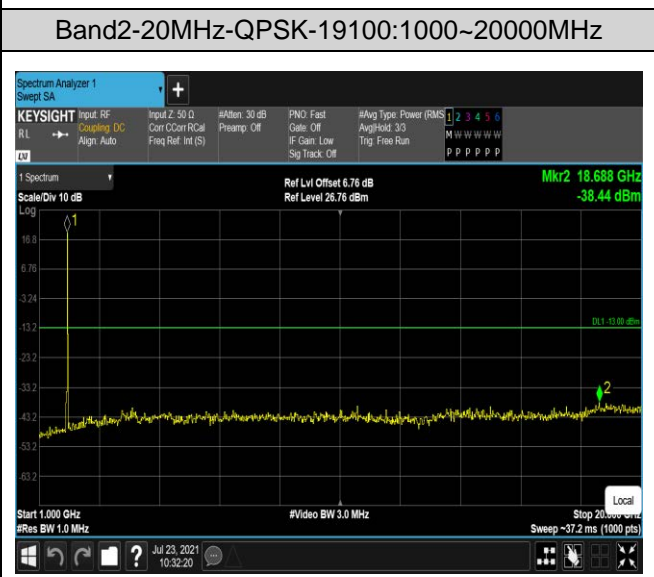 Band2-20MHz-QPSK-19100:1000~20000MHz
Spectrum Analyzer 1
Swept SA
+
KEYSIGHT Input: RF Input Z: 50 Ω #Atten: 30 dB PNO: Fast #Avg Type: Power (RMS 1 2 3 4 5 6
RL Coupling: DC Corr CCorr RCal Preamp: Off Gate: Off Avg|Hold: 3/3 M W W W W W
Align: Auto Freq Ref: Int (S) IF Gain: Low Trig: Free Run
Sig Track: Off P P P P P P
LXI
1 Spectrum
Ref Lvl Offset 6.76 dB Mkr2 18.688 GHz
Scale/Div 10 dB Ref Level 26.76 dBm -38.44 dBm
Log
1
16.8
6.76
-3.24
DL1 -13.00 dBm
-13.2
-23.2
-33.2
2
-43.2
-53.2
-63.2
Local
Start 1.000 GHz #Video BW 3.0 MHz Stop 20.000 GHz
#Res BW 1.0 MHz Sweep ~37.2 ms (1000 pts)
? Jul 23, 2021
10:32:20